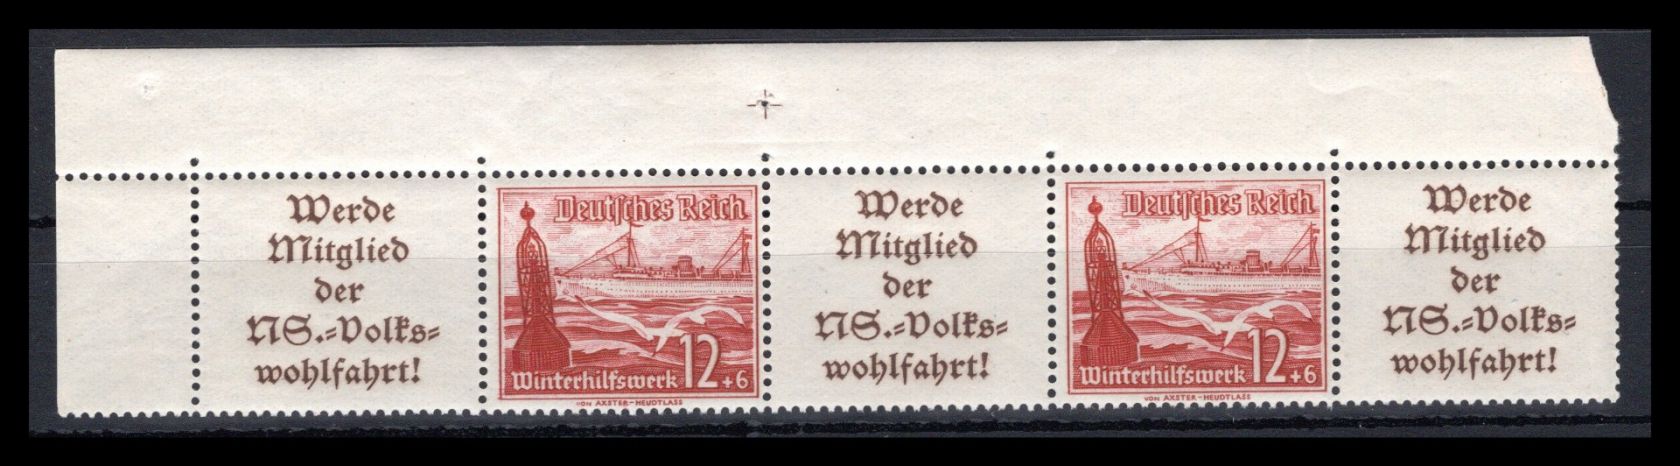 Werde
Mitglied
der
NS.=Volks=
wohlfahrt!
Deutsches Reich
Winterhilfswerk 12+6
VON AXSTER-HEUDTLASS
Werde
Mitglied
der
NS.=Volks=
wohlfahrt!
Deutsches Reich
Winterhilfswerk 12+6
VON AXSTER-HEUDTLASS
Werde
Mitglied
der
NS.=Volks=
wohlfahrt!